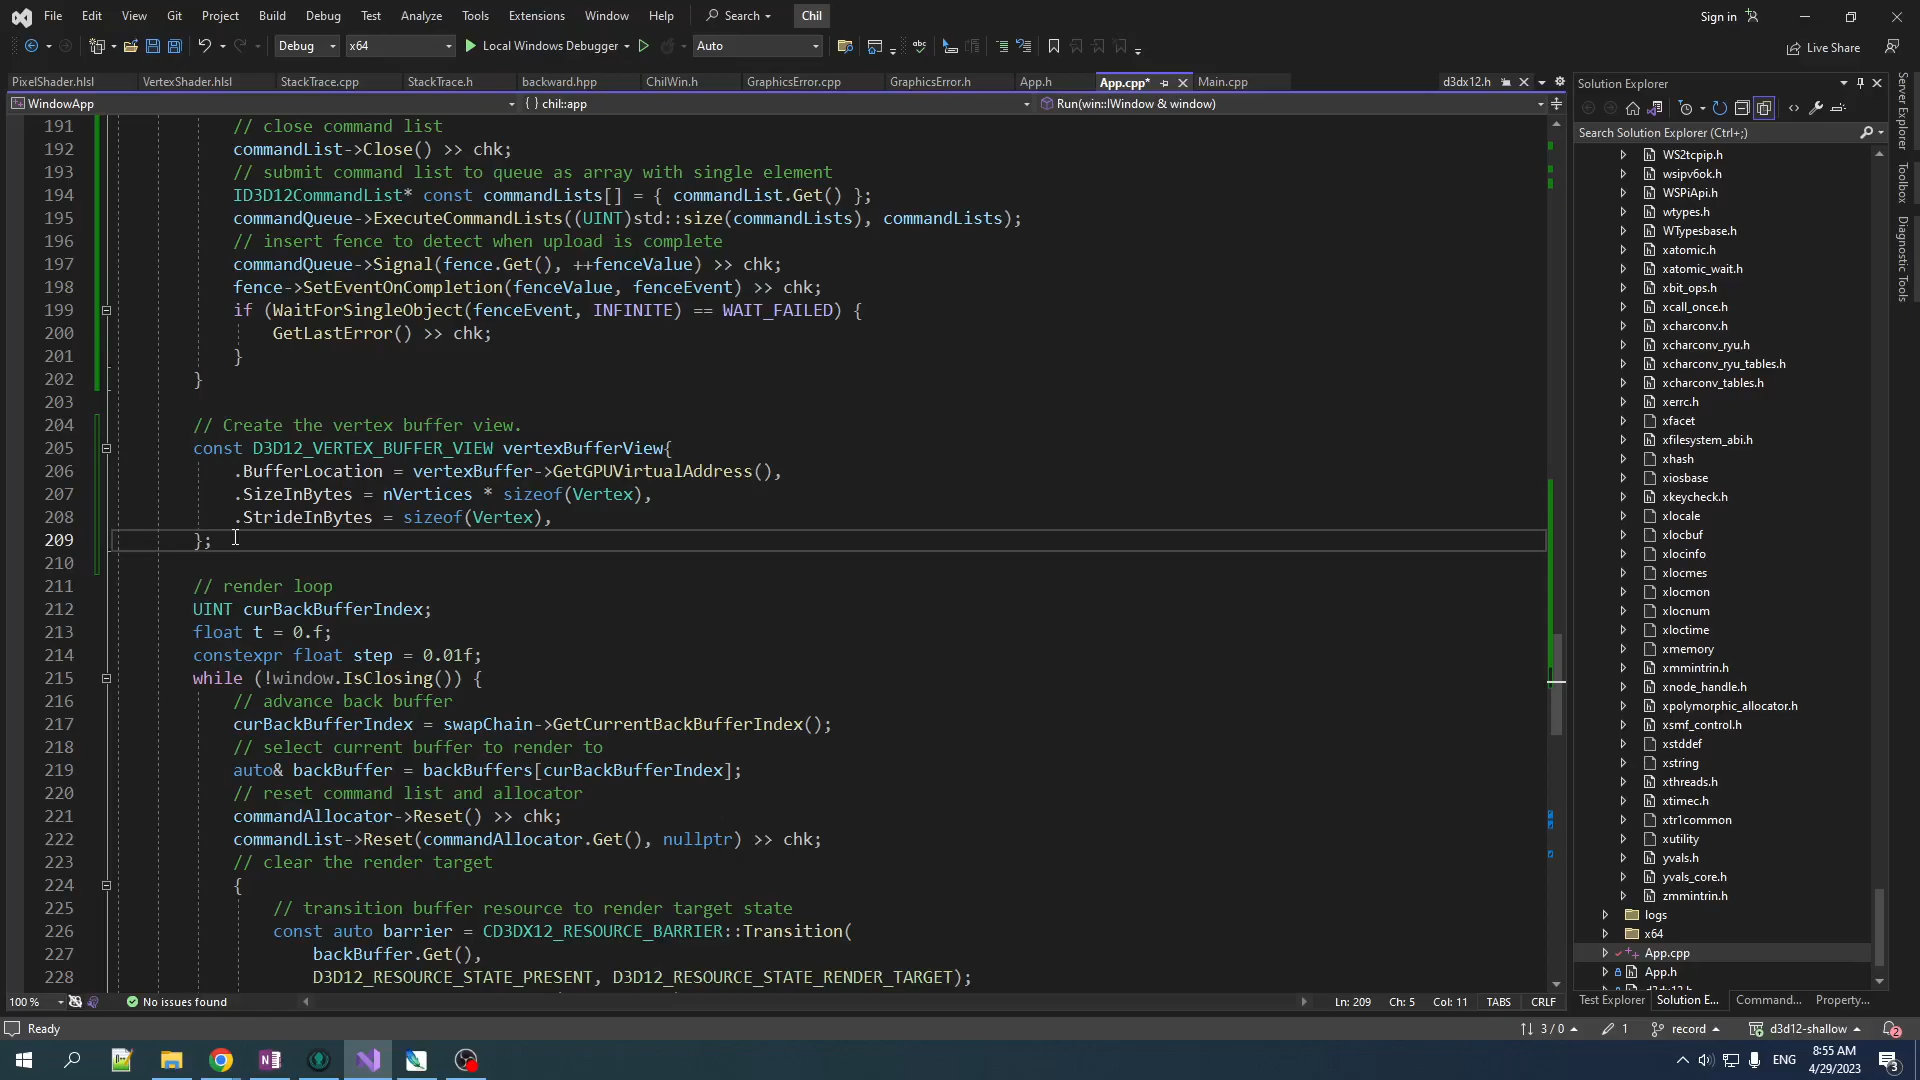 File Edit View Git Project Build Debug Test Analyze Tools Extensions Window Help Search Chil Sign in
Debug x64 Local Windows Debugger Auto Live Share
PixelShader.hlsl VertexShader.hlsl StackTrace.cpp StackTrace.h backward.hpp ChilWin.h GraphicsError.cpp GraphicsError.h App.h App.cpp* Main.cpp d3dx12.h
WindowApp { } chil::app Run(win::IWindow & window)
191 // close command list
192 commandList->Close() >> chk;
193 // submit command list to queue as array with single element
194 ID3D12CommandList* const commandLists[] = { commandList.Get() };
195 commandQueue->ExecuteCommandLists((UINT)std::size(commandLists), commandLists);
196 // insert fence to detect when upload is complete
197 commandQueue->Signal(fence.Get(), ++fenceValue) >> chk;
198 fence->SetEventOnCompletion(fenceValue, fenceEvent) >> chk;
199 if (WaitForSingleObject(fenceEvent, INFINITE) == WAIT_FAILED) {
200 GetLastError() >> chk;
201 }
202 }
203
204 // Create the vertex buffer view.
205 const D3D12_VERTEX_BUFFER_VIEW vertexBufferView{
206 .BufferLocation = vertexBuffer->GetGPUVirtualAddress(),
207 .SizeInBytes = nVertices * sizeof(Vertex),
208 .StrideInBytes = sizeof(Vertex),
209 };
210
211 // render loop
212 UINT curBackBufferIndex;
213 float t = 0.f;
214 constexpr float step = 0.01f;
215 while (!window.IsClosing()) {
216 // advance back buffer
217 curBackBufferIndex = swapChain->GetCurrentBackBufferIndex();
218 // select current buffer to render to
219 auto& backBuffer = backBuffers[curBackBufferIndex];
220 // reset command list and allocator
221 commandAllocator->Reset() >> chk;
222 commandList->Reset(commandAllocator.Get(), nullptr) >> chk;
223 // clear the render target
224 {
225 // transition buffer resource to render target state
226 const auto barrier = CD3DX12_RESOURCE_BARRIER::Transition(
227 backBuffer.Get(),
228 D3D12_RESOURCE_STATE_PRESENT, D3D12_RESOURCE_STATE_RENDER_TARGET);
100 % No issues found Ln: 209 Ch: 5 Col: 11 TABS CRLF
Solution Explorer
Search Solution Explorer (Ctrl+;)
WS2tcpip.h
wsipv6ok.h
WSPiApi.h
wtypes.h
WTypesbase.h
xatomic.h
xatomic_wait.h
xbit_ops.h
xcall_once.h
xcharconv.h
xcharconv_ryu.h
xcharconv_ryu_tables.h
xcharconv_tables.h
xerrc.h
xfacet
xfilesystem_abi.h
xhash
xiosbase
xkeycheck.h
xlocale
xlocbuf
xlocinfo
xlocmes
xlocmon
xlocnum
xloctime
xmemory
xmmintrin.h
xnode_handle.h
xpolymorphic_allocator.h
xsmf_control.h
xstddef
xstring
xthreads.h
xtimec.h
xtr1common
xutility
yvals.h
yvals_core.h
zmmintrin.h
logs
x64
App.cpp
App.h
d3dx12.h
Test Explorer Solution E... Command... Property...
Server Explorer
Toolbox
Diagnostic Tools
Ready 3 / 0 1 record d3d12-shallow 2
ENG 8:55 AM
4/29/2023 3